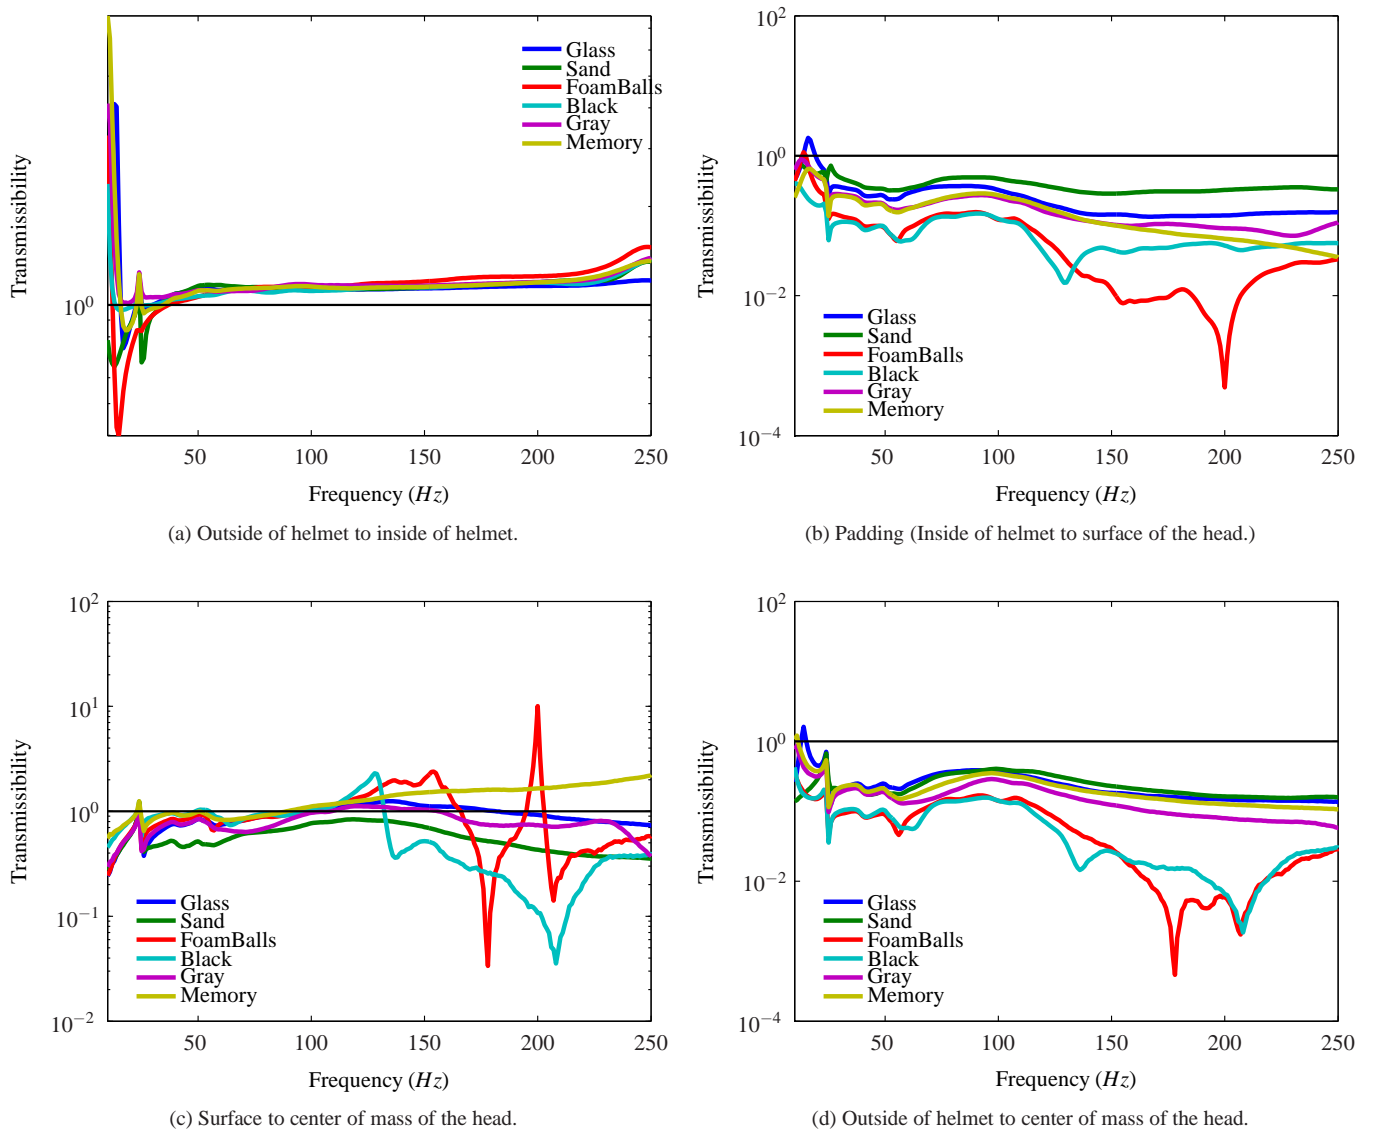 Transmissibility
10^0
Glass
Sand
FoamBalls
Black
Gray
Memory
50 100 150 200 250
Frequency (Hz)
(a) Outside of helmet to inside of helmet.
Transmissibility
10^2
10^0
10^−2
10^−4
Glass
Sand
FoamBalls
Black
Gray
Memory
50 100 150 200 250
Frequency (Hz)
(b) Padding (Inside of helmet to surface of the head.)
Transmissibility
10^2
10^1
10^0
10^−1
10^−2
Glass
Sand
FoamBalls
Black
Gray
Memory
50 100 150 200 250
Frequency (Hz)
(c) Surface to center of mass of the head.
Transmissibility
10^2
10^0
10^−2
10^−4
Glass
Sand
FoamBalls
Black
Gray
Memory
50 100 150 200 250
Frequency (Hz)
(d) Outside of helmet to center of mass of the head.